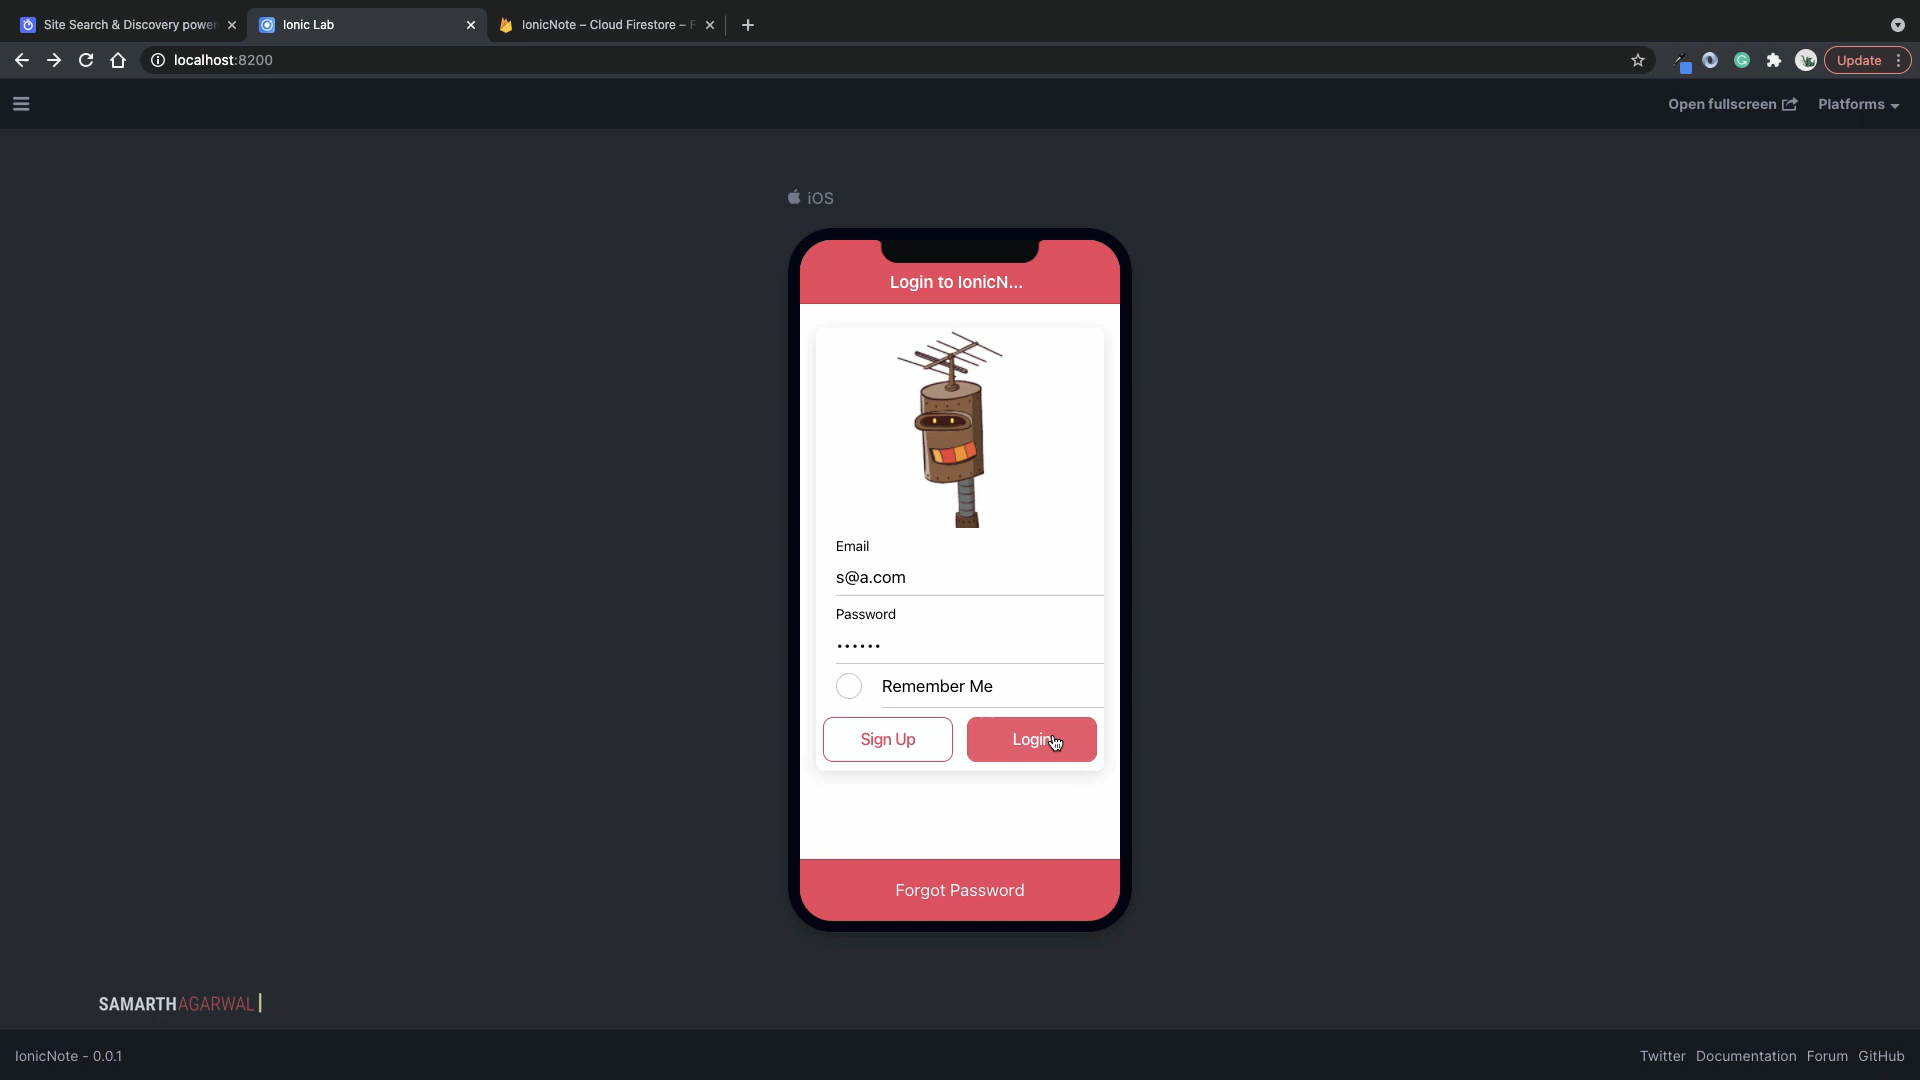 Site Search & Discovery power
Ionic Lab
IonicNote – Cloud Firestore – F
localhost:8200
Update
Open fullscreen
Platforms
iOS
Login to IonicN...
Email
s@a.com
Password
••••••
Remember Me
Sign Up
Login
Forgot Password
SAMARTHAGARWAL
IonicNote - 0.0.1
Twitter Documentation Forum GitHub